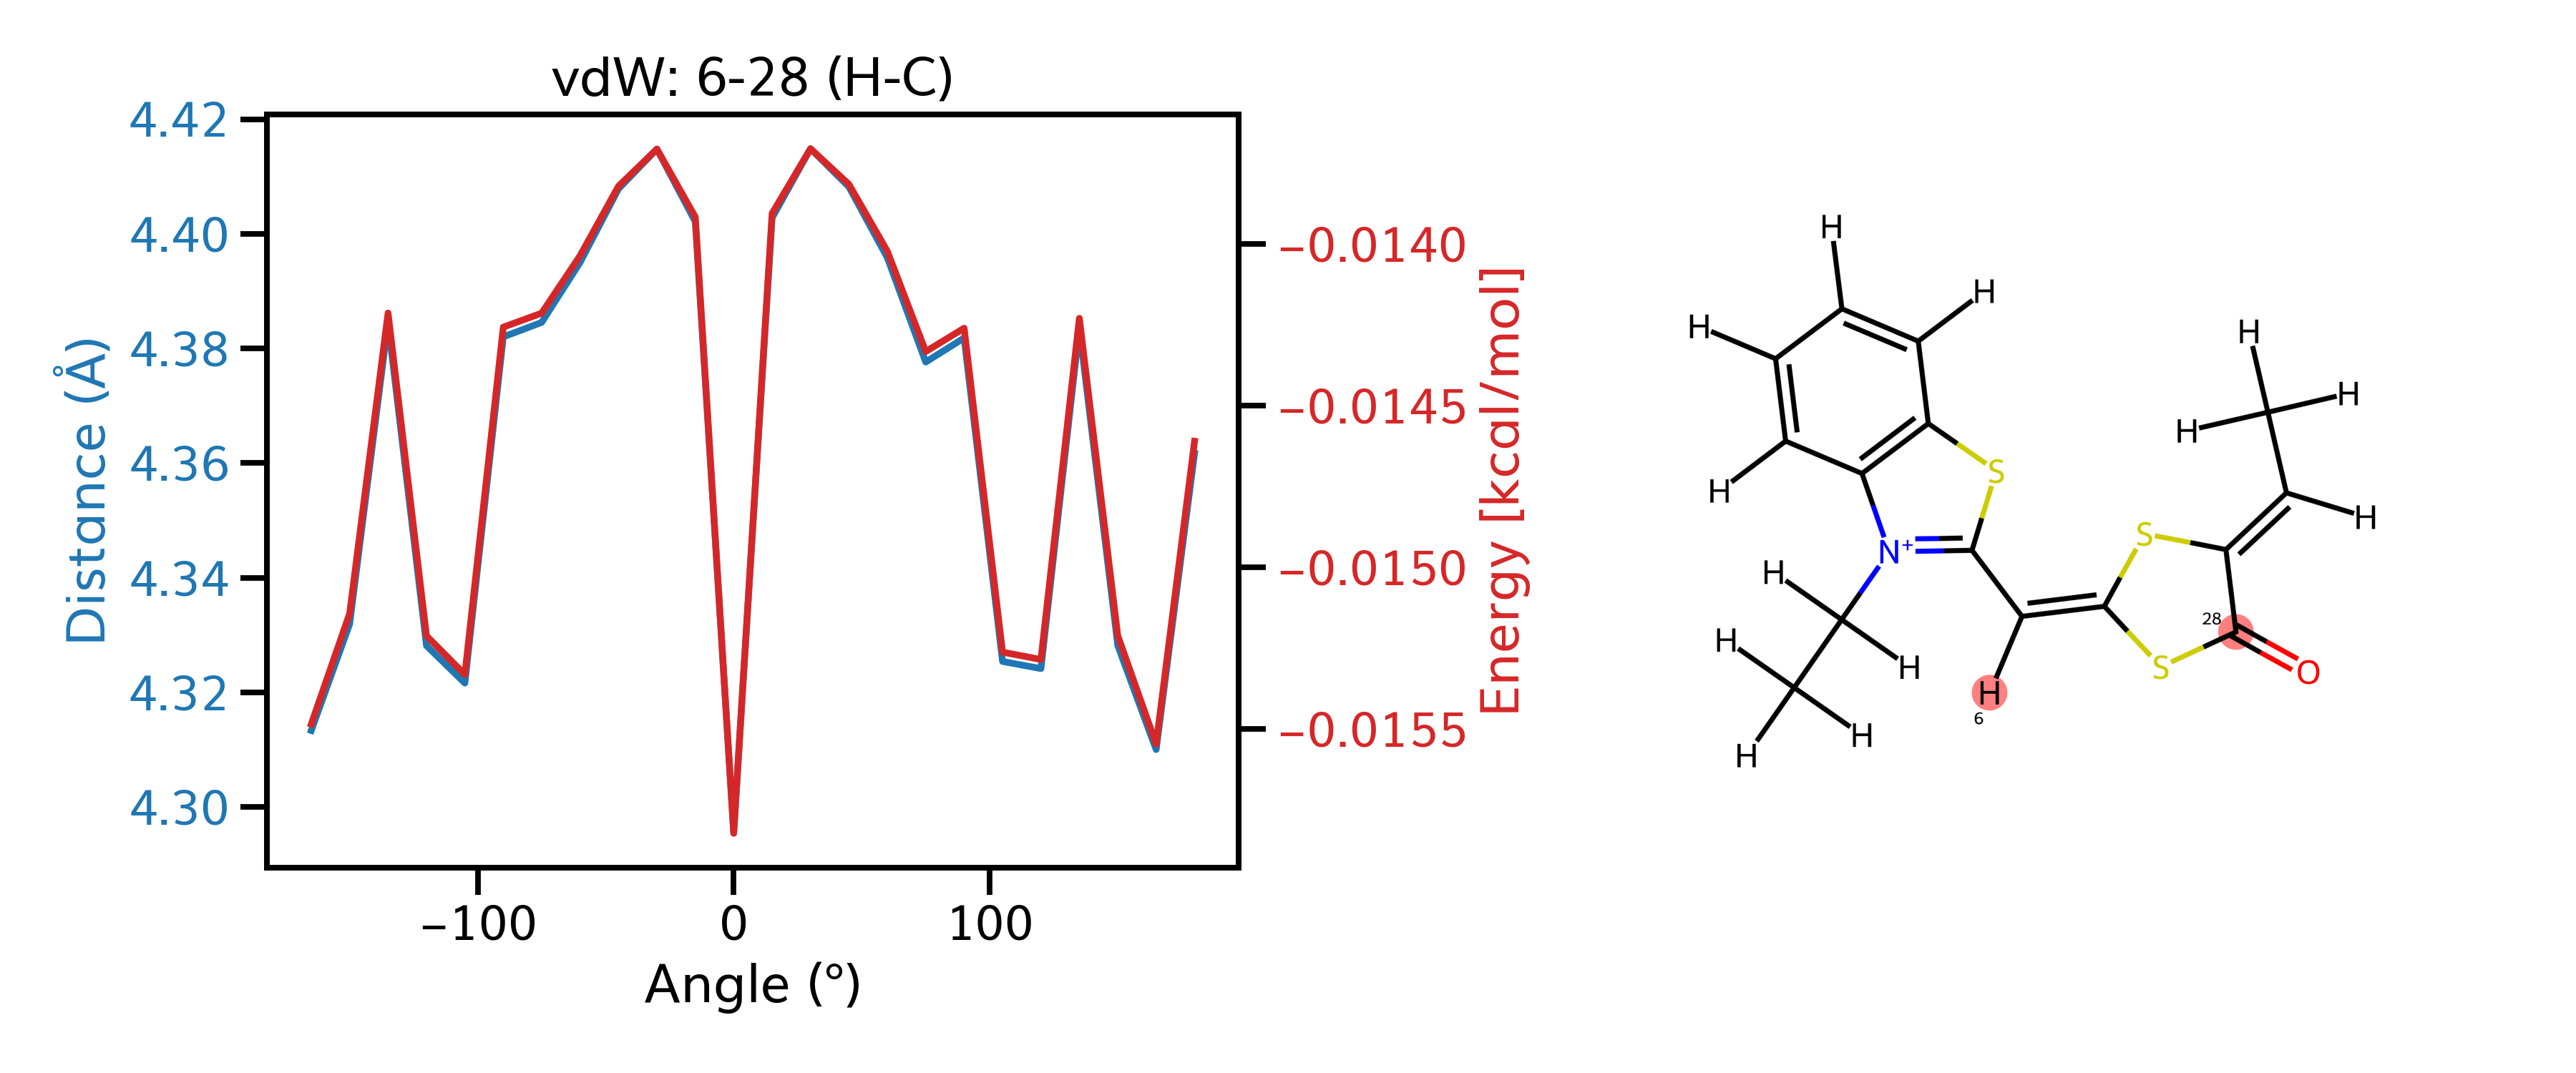 vdW: 6-28 (H-C)
4.42
4.40
4.38
4.36
4.34
4.32
4.30
Distance (Å)
−0.0140
−0.0145
−0.0150
−0.0155
Energy [kcal/mol]
−100
0
100
Angle (°)
H
H
H
H
S
N+
H
H
H
H
H
H
6
S
S
28
O
H
H
H
H